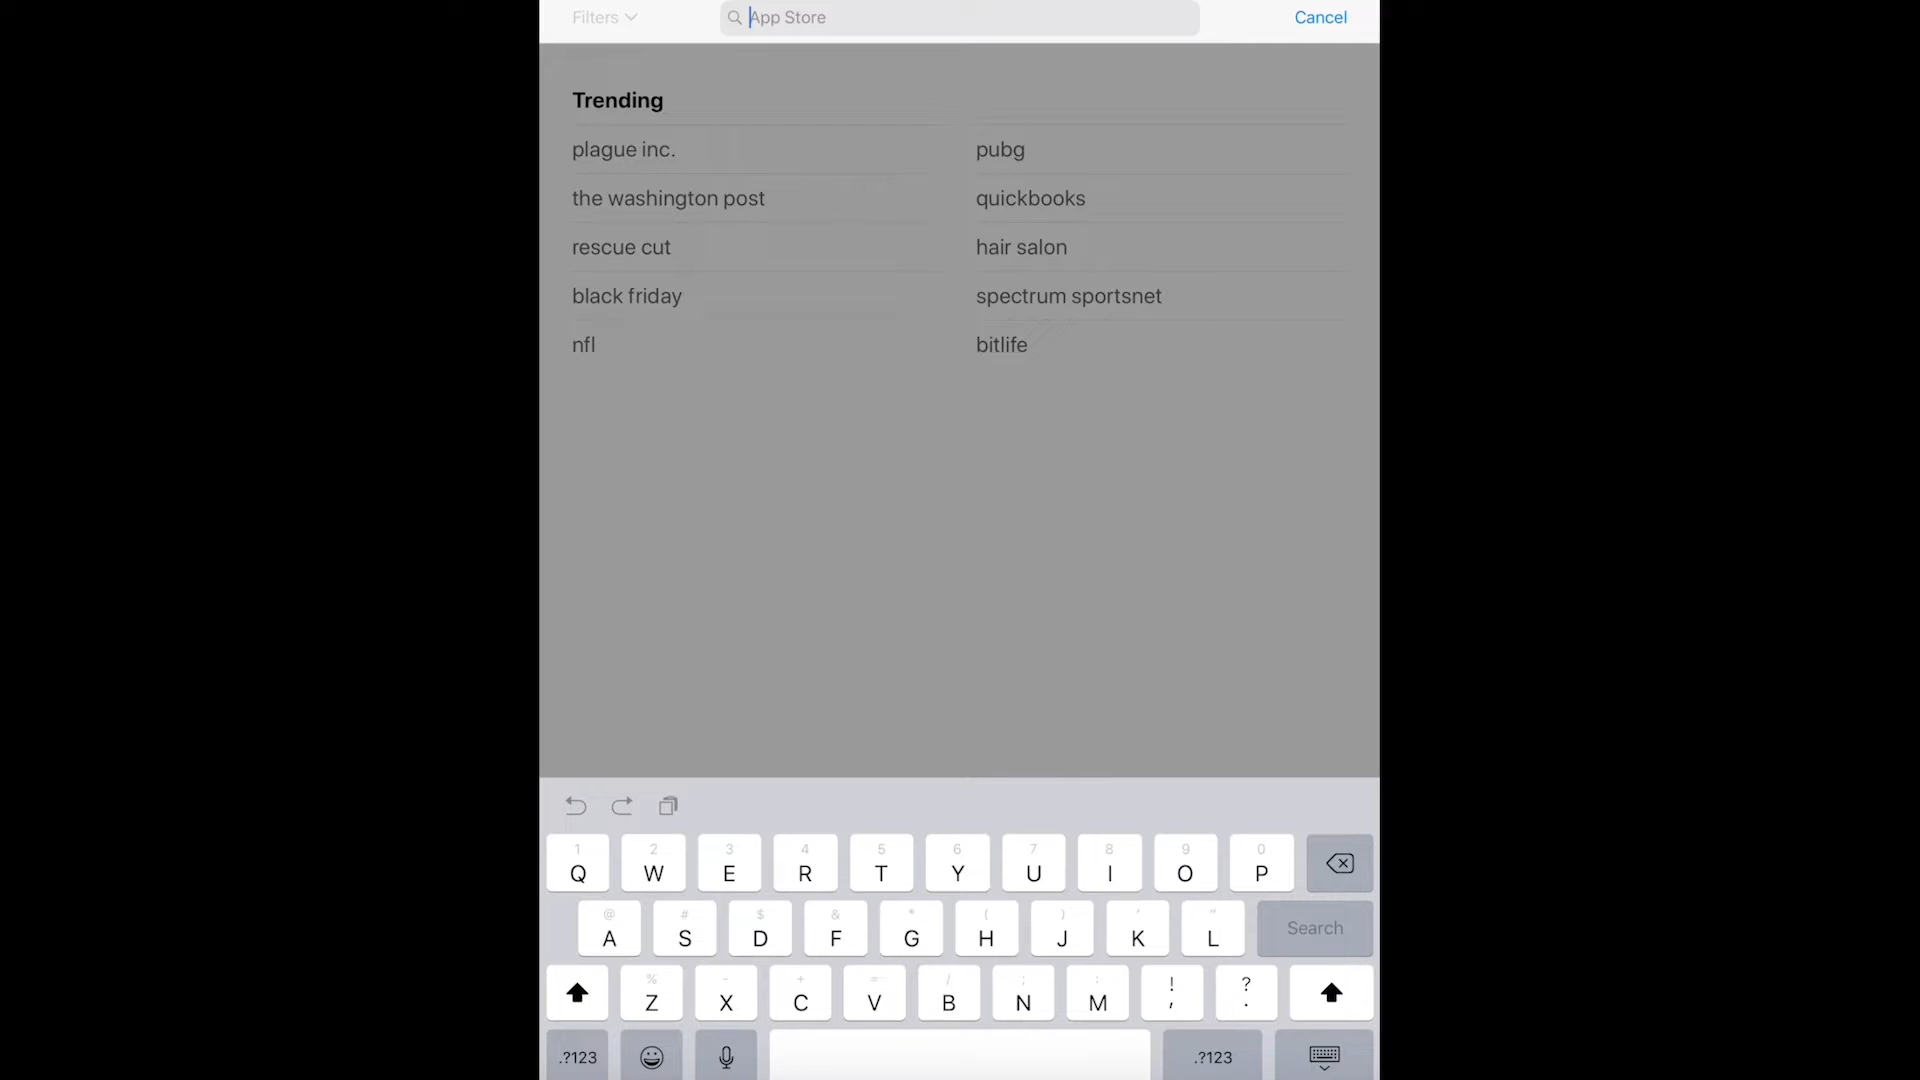 Filters
App Store
Cancel
Trending
plague inc.
pubg
the washington post
quickbooks
rescue cut
hair salon
black friday
spectrum sportsnet
nfl
bitlife
1 2 3 4 5 6 7 8 9 0
Q W E R T Y U I O P
@ # $ & * ( ) ' "
A S D F G H J K L Search
% - + = / ; : ! ?
Z X C V B N M , .
.?123 .?123